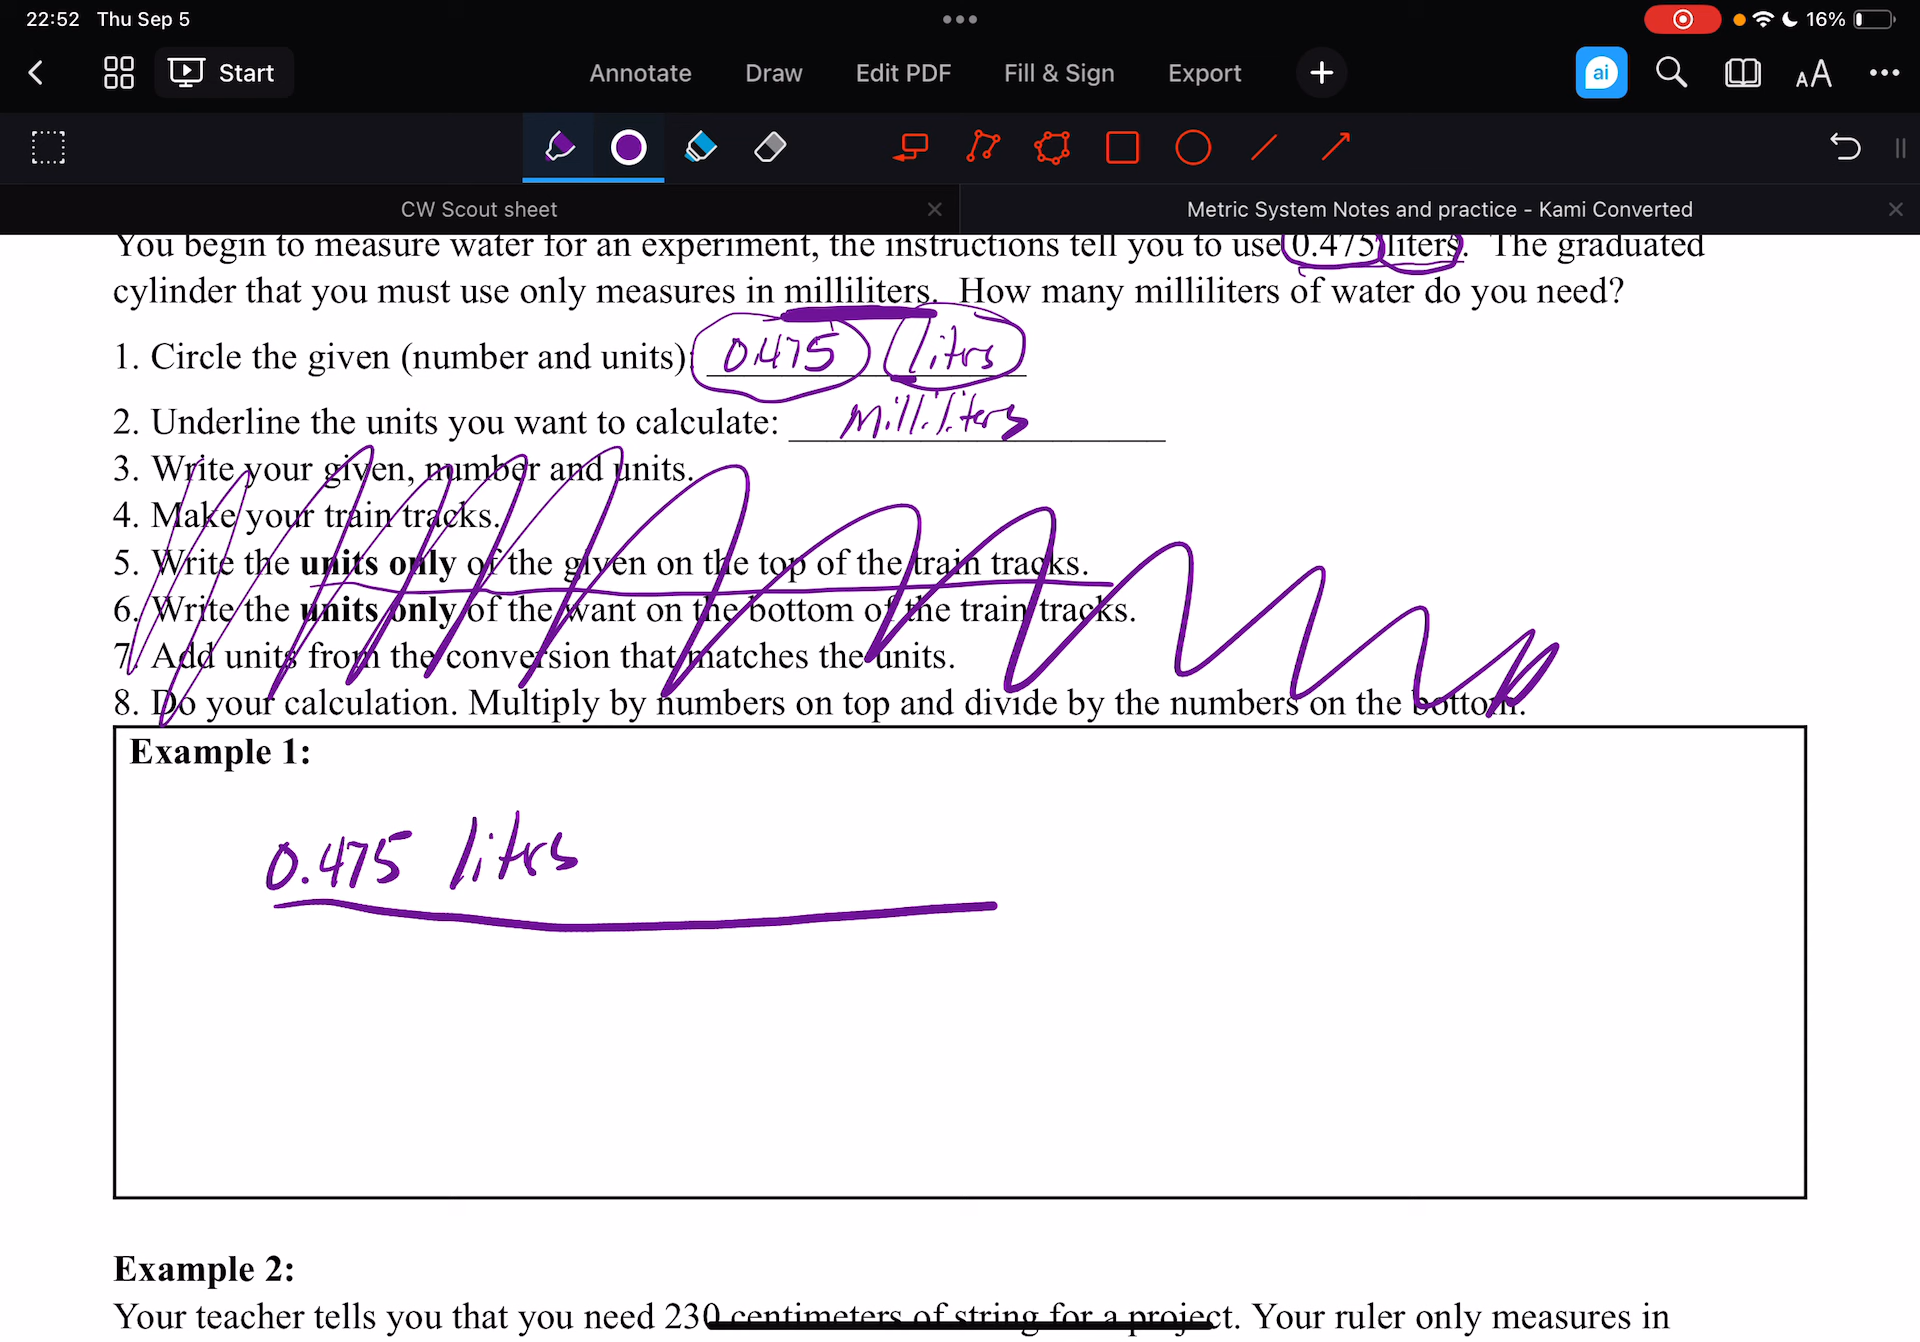 22:52 Thu Sep 5
16%
Start Annotate Draw Edit PDF Fill & Sign Export ai AA
CW Scout sheet Metric System Notes and practice - Kami Converted
You begin to measure water for an experiment, the instructions tell you to use 0.475 liters. The graduated
cylinder that you must use only measures in milliliters. How many milliliters of water do you need?
1. Circle the given (number and units): 0.475 liters
2. Underline the units you want to calculate: Milliliters
3. Write your given, number and units.
4. Make your train tracks.
5. Write the units only of the given on the top of the train tracks.
6. Write the units only of the want on the bottom of the train tracks.
7. Add units from the conversion that matches the units.
8. Do your calculation. Multiply by numbers on top and divide by the numbers on the bottom.
Example 1:
0.475 liters
Example 2:
Your teacher tells you that you need 230 centimeters of string for a project. Your ruler only measures in